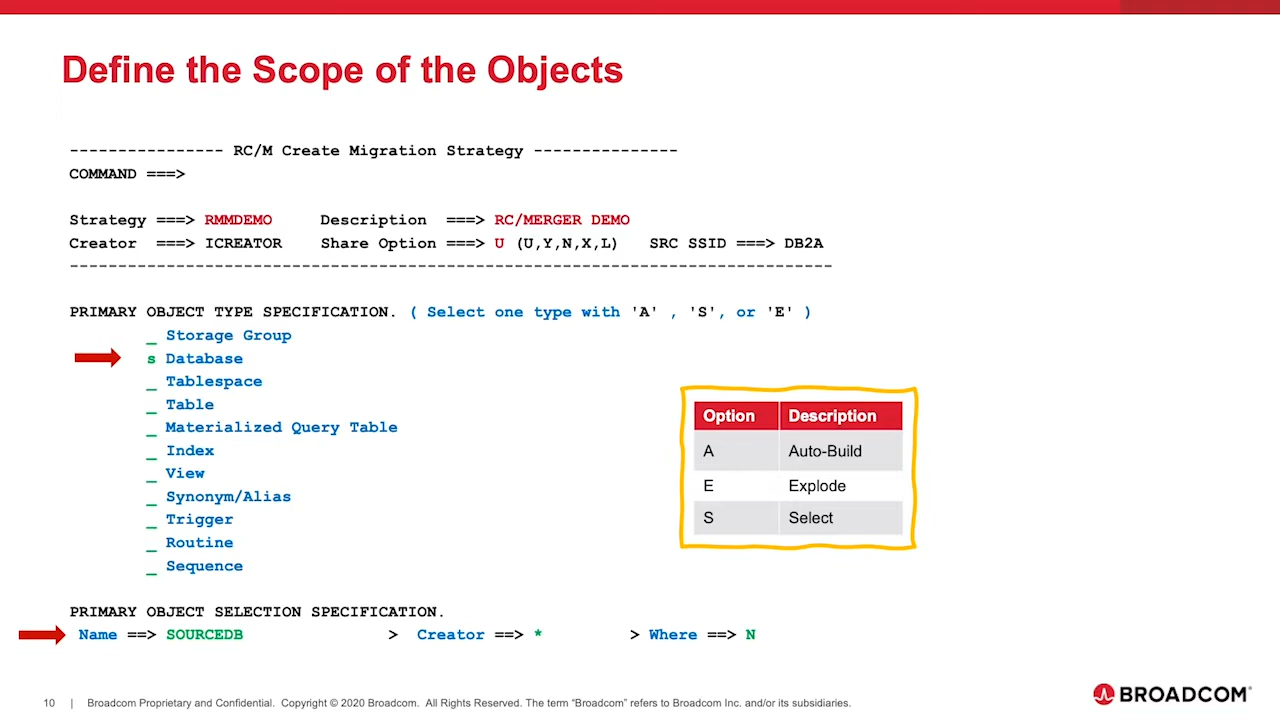 Define the Scope of the Objects
---------------- RC/M Create Migration Strategy ---------------
COMMAND ===>
Strategy ===> RMMDEMO Description ===> RC/MERGER DEMO
Creator ===> ICREATOR Share Option ===> U (U,Y,N,X,L) SRC SSID ===> DB2A
-------------------------------------------------------------------------------
PRIMARY OBJECT TYPE SPECIFICATION. ( Select one type with 'A' , 'S', or 'E' )
_ Storage Group
s Database
_ Tablespace
_ Table
_ Materialized Query Table
_ Index
_ View
_ Synonym/Alias
_ Trigger
_ Routine
_ Sequence
Option Description
A Auto-Build
E Explode
S Select
PRIMARY OBJECT SELECTION SPECIFICATION.
Name ==> SOURCEDB > Creator ==> * > Where ==> N
10 | Broadcom Proprietary and Confidential. Copyright © 2020 Broadcom. All Rights Reserved. The term “Broadcom” refers to Broadcom Inc. and/or its subsidiaries.
BROADCOM®